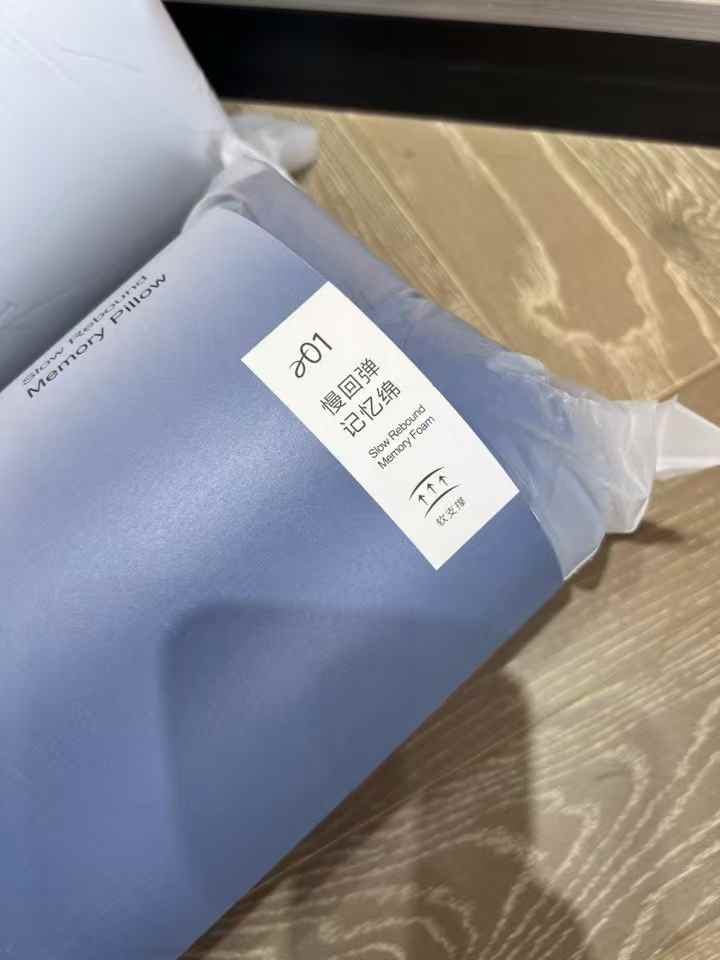 Slow Rebound
Memory Pillow
01
慢回弹
记忆绵
Slow Rebound
Memory Foam
软支撑